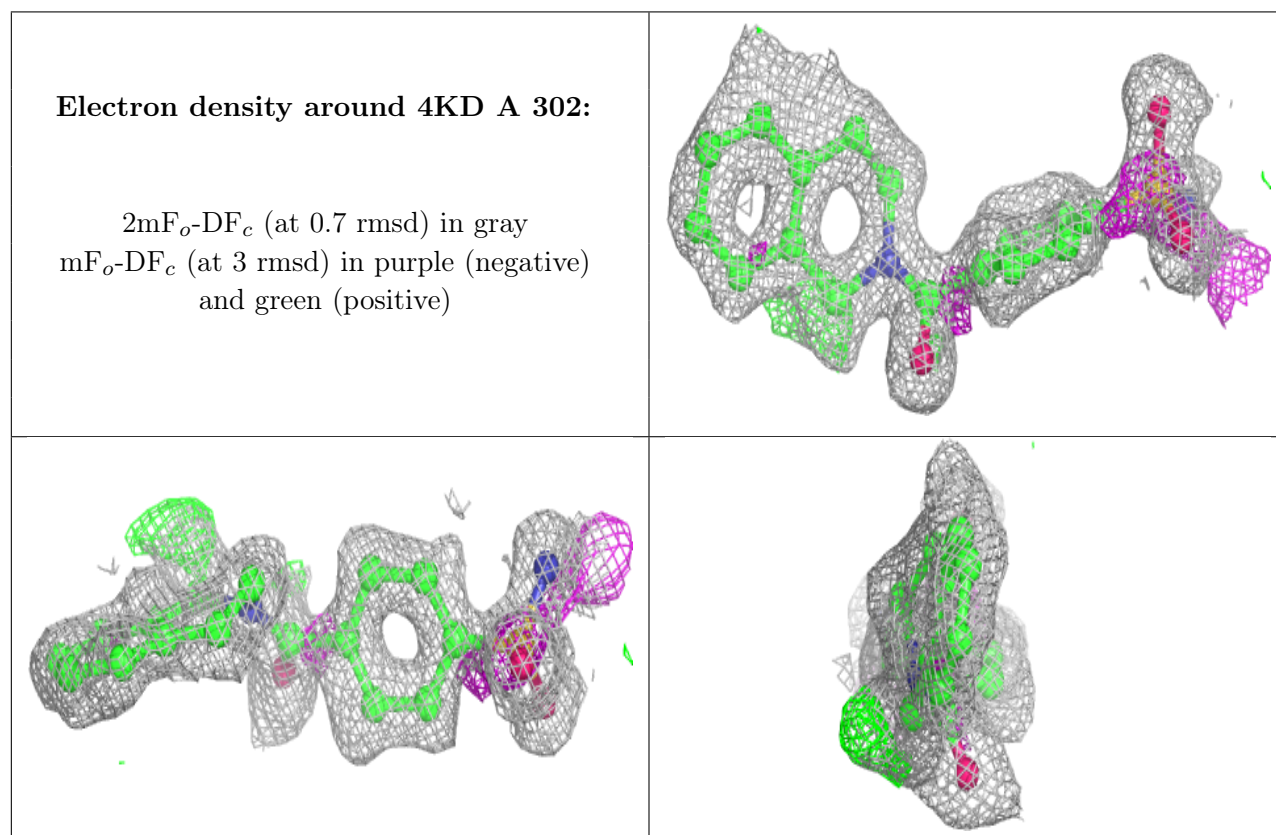 Electron density around 4KD A 302:
2mFₒ-DF𝒸 (at 0.7 rmsd) in gray
mFₒ-DF𝒸 (at 3 rmsd) in purple (negative)
and green (positive)